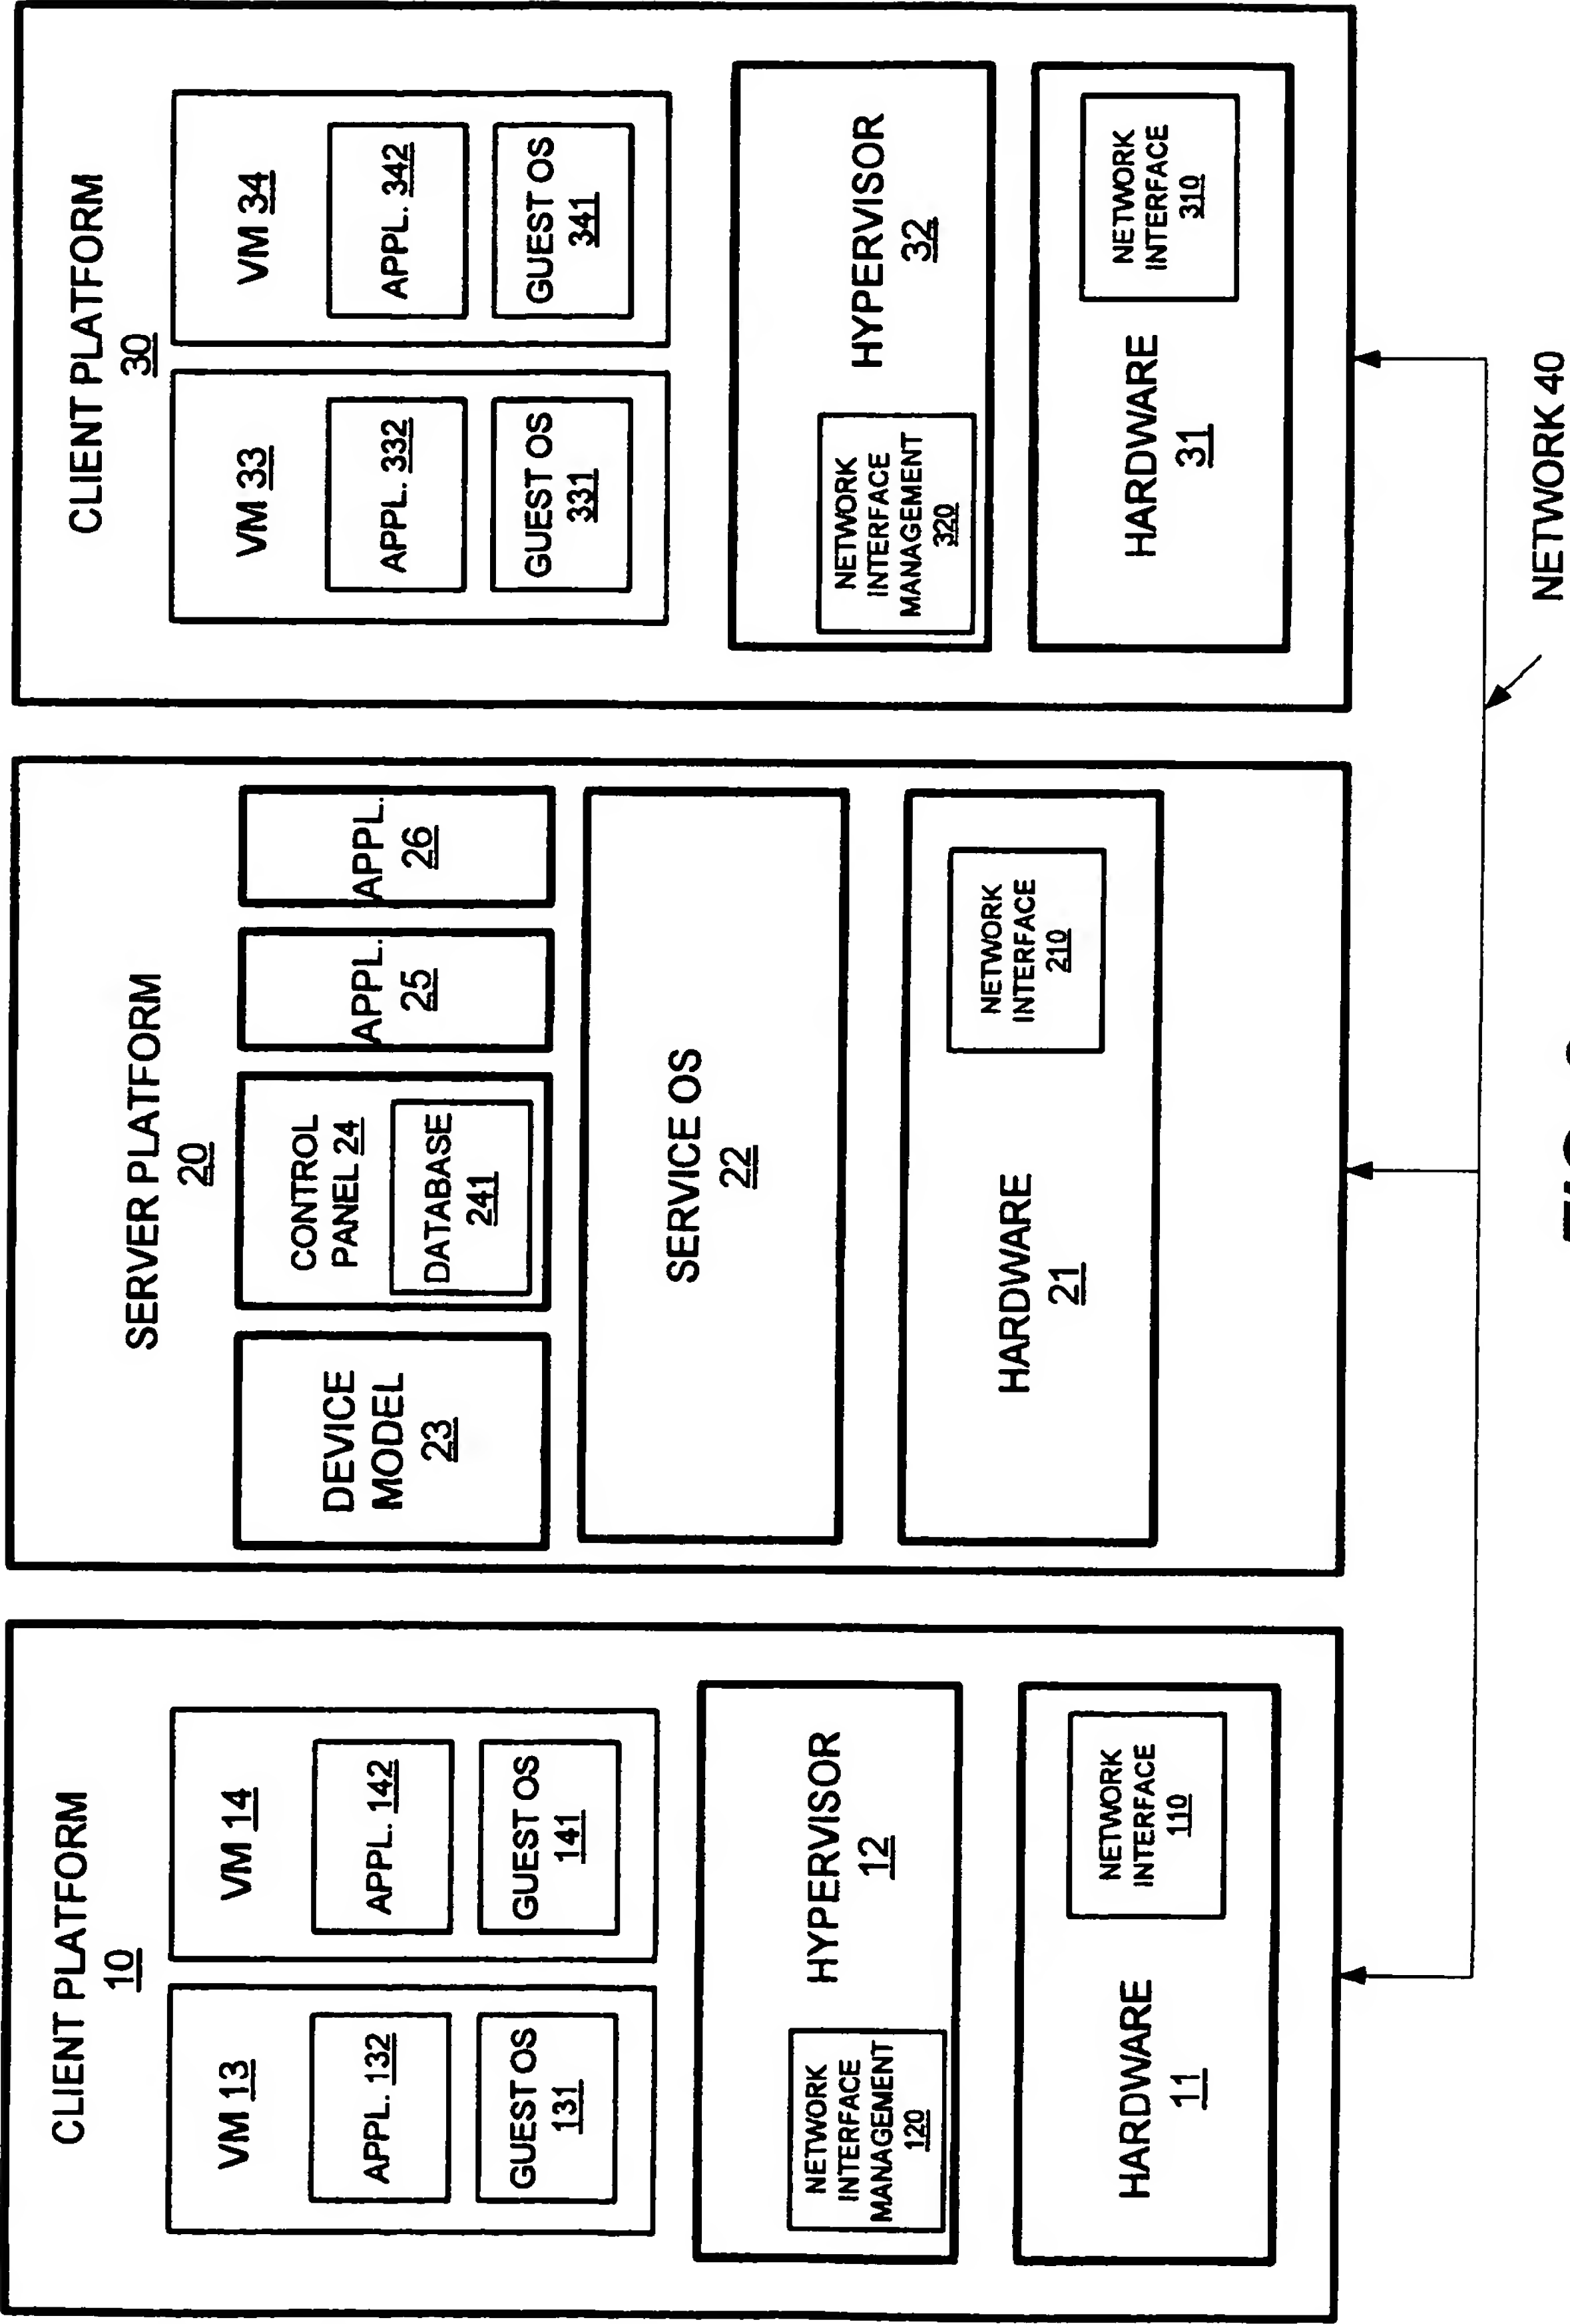 CLIENT PLATFORM
10
VM 13
APPL. 132
GUEST OS
131
VM 14
APPL. 142
GUEST OS
141
HYPERVISOR
12
NETWORK
INTERFACE
MANAGEMENT
120
HARDWARE
11
NETWORK
INTERFACE
110
SERVER PLATFORM
20
DEVICE
MODEL
23
CONTROL
PANEL 24
DATABASE
241
APPL.
25
APPL.
26
SERVICE OS
22
HARDWARE
21
NETWORK
INTERFACE
210
CLIENT PLATFORM
30
VM 33
APPL. 332
GUEST OS
331
VM 34
APPL. 342
GUEST OS
341
HYPERVISOR
32
NETWORK
INTERFACE
MANAGEMENT
320
HARDWARE
31
NETWORK
INTERFACE
310
NETWORK 40